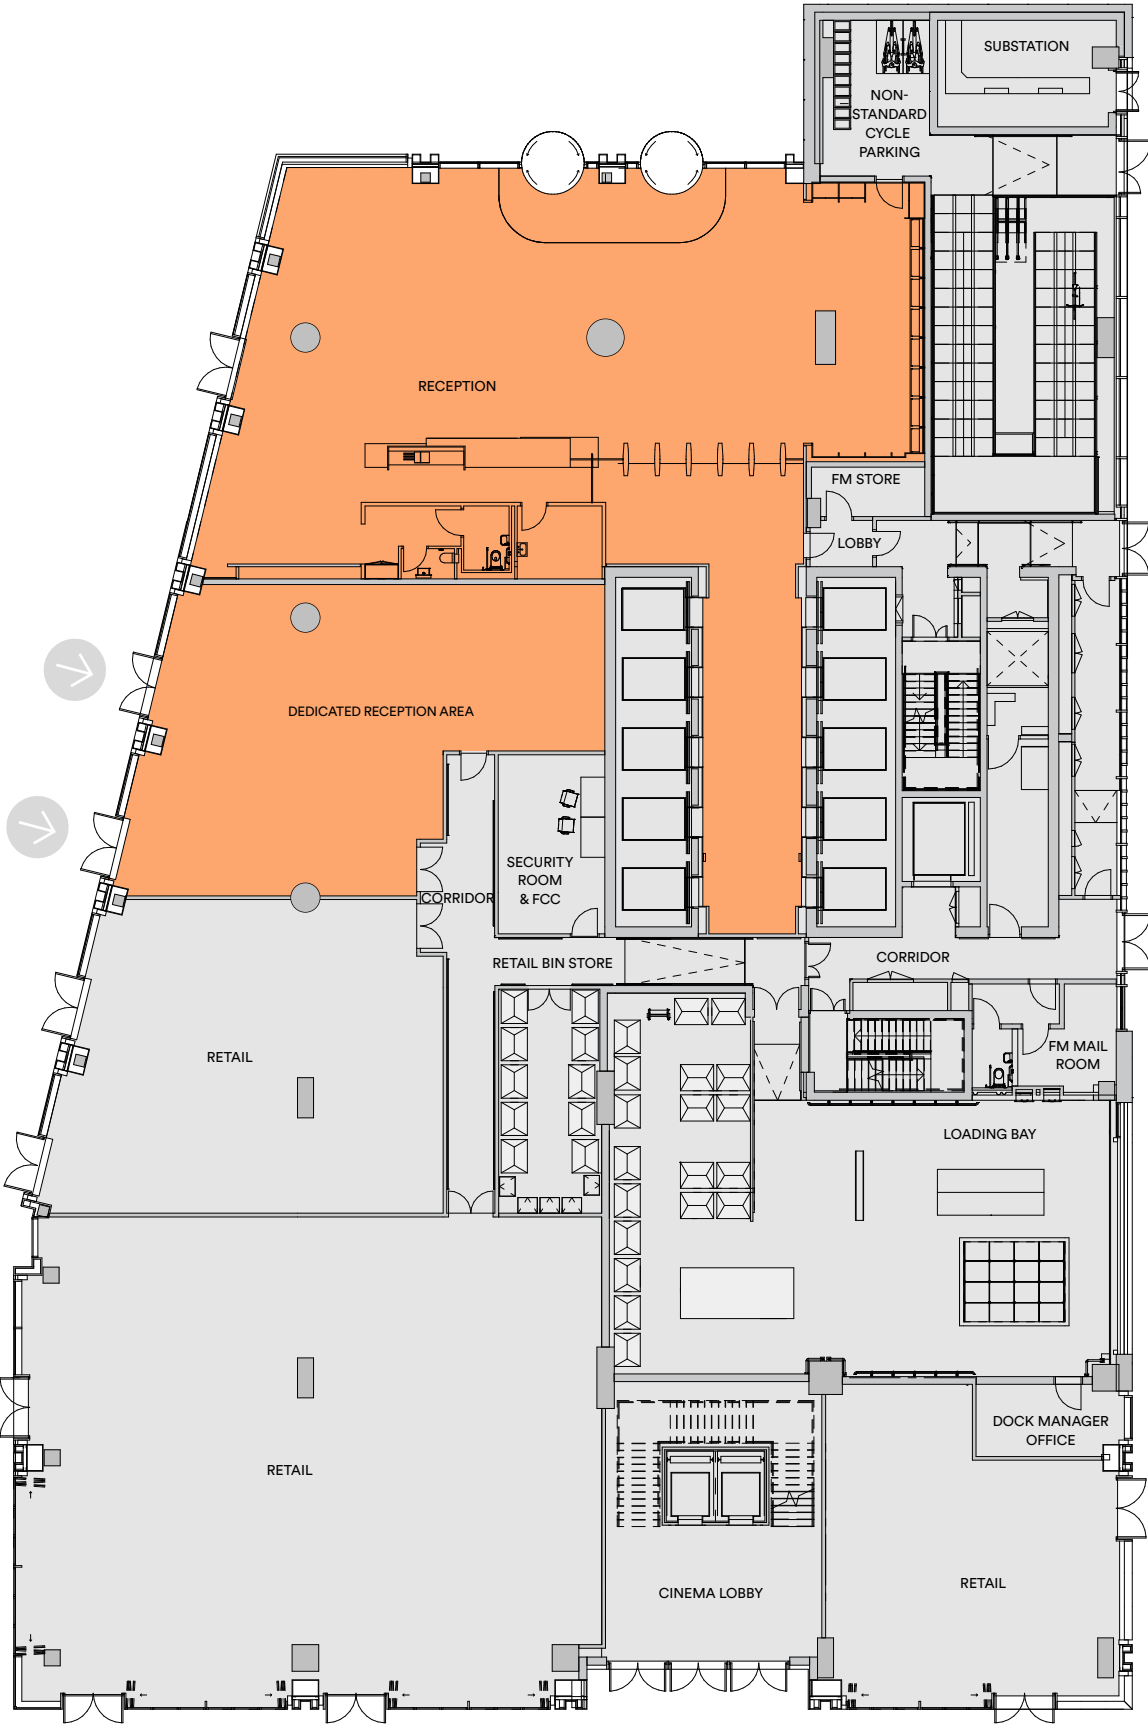 SUBSTATION
NON-
STANDARD
CYCLE
PARKING
RECEPTION
FM STORE
LOBBY
DEDICATED RECEPTION AREA
SECURITY
ROOM
& FCC
CORRIDOR
RETAIL BIN STORE
CORRIDOR
RETAIL
FM MAIL
ROOM
LOADING BAY
DOCK MANAGER
OFFICE
RETAIL
CINEMA LOBBY
RETAIL